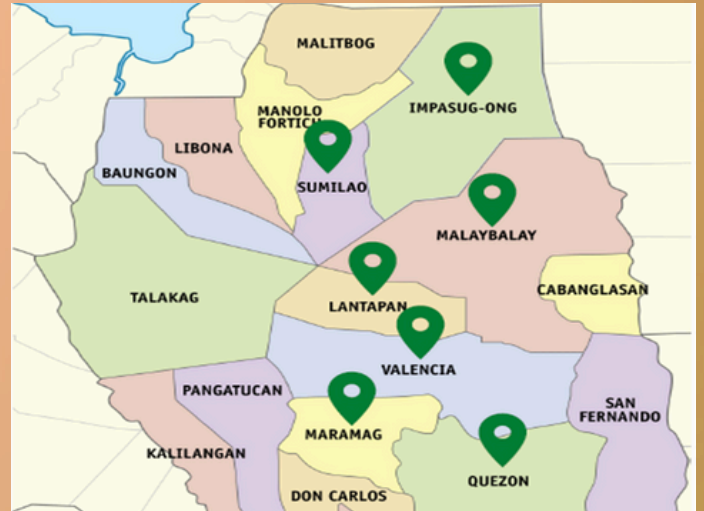 MALITBOG
IMPASUG-ONG
MANOLO
FORTICH
LIBONA
BAUNGON
SUMILAO
MALAYBALAY
CABANGLASAN
TALAKAG
LANTAPAN
VALENCIA
PANGATUCAN
SAN
FERNANDO
MARAMAG
KALILANGAN
QUEZON
DON CARLOS